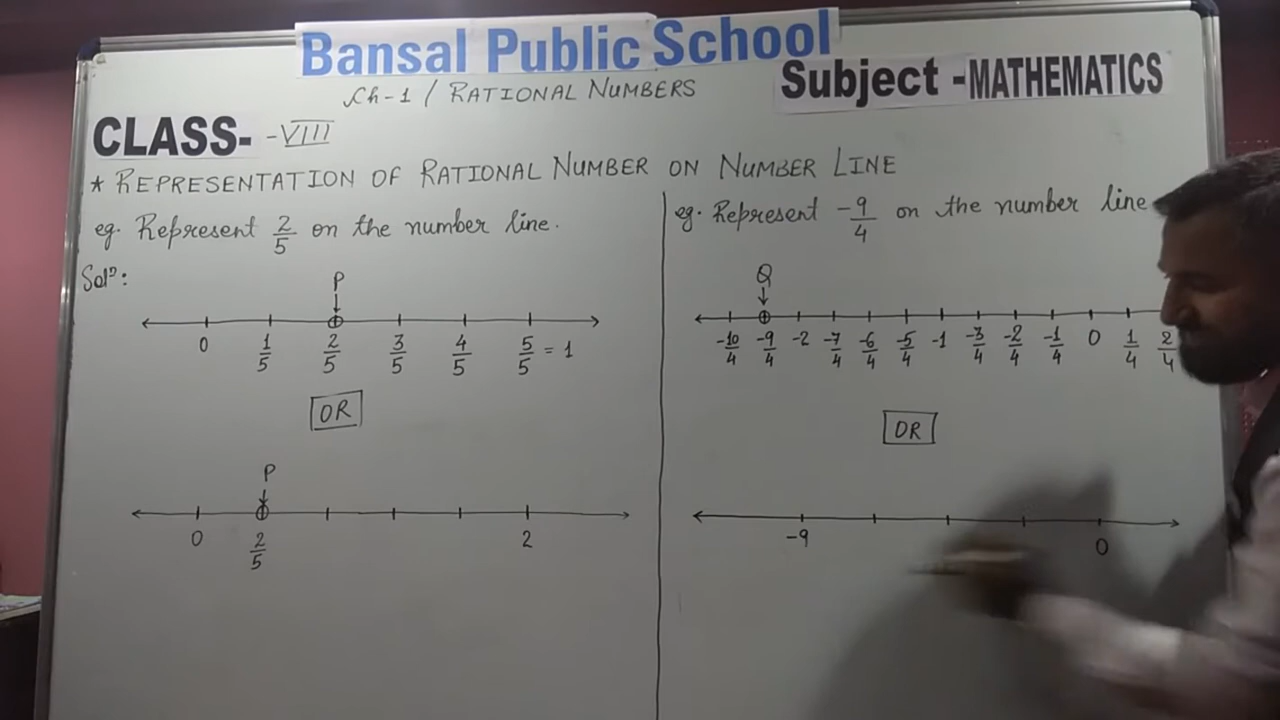 Bansal Public School
Subject -MATHEMATICS
Ch-1 / RATIONAL NUMBERS
CLASS- -VIII
* REPRESENTATION OF RATIONAL NUMBER ON NUMBER LINE
eg. Represent 2/5 on the number line.
Solⁿ:
P
0 1/5 2/5 3/5 4/5 5/5 = 1
OR
P
0 2/5 2
eg. Represent -9/4 on the number line
Q
-10/4 -9/4 -2 -7/4 -6/4 -5/4 -1 -3/4 -2/4 -1/4 0 1/4 2/4
OR
-9 0